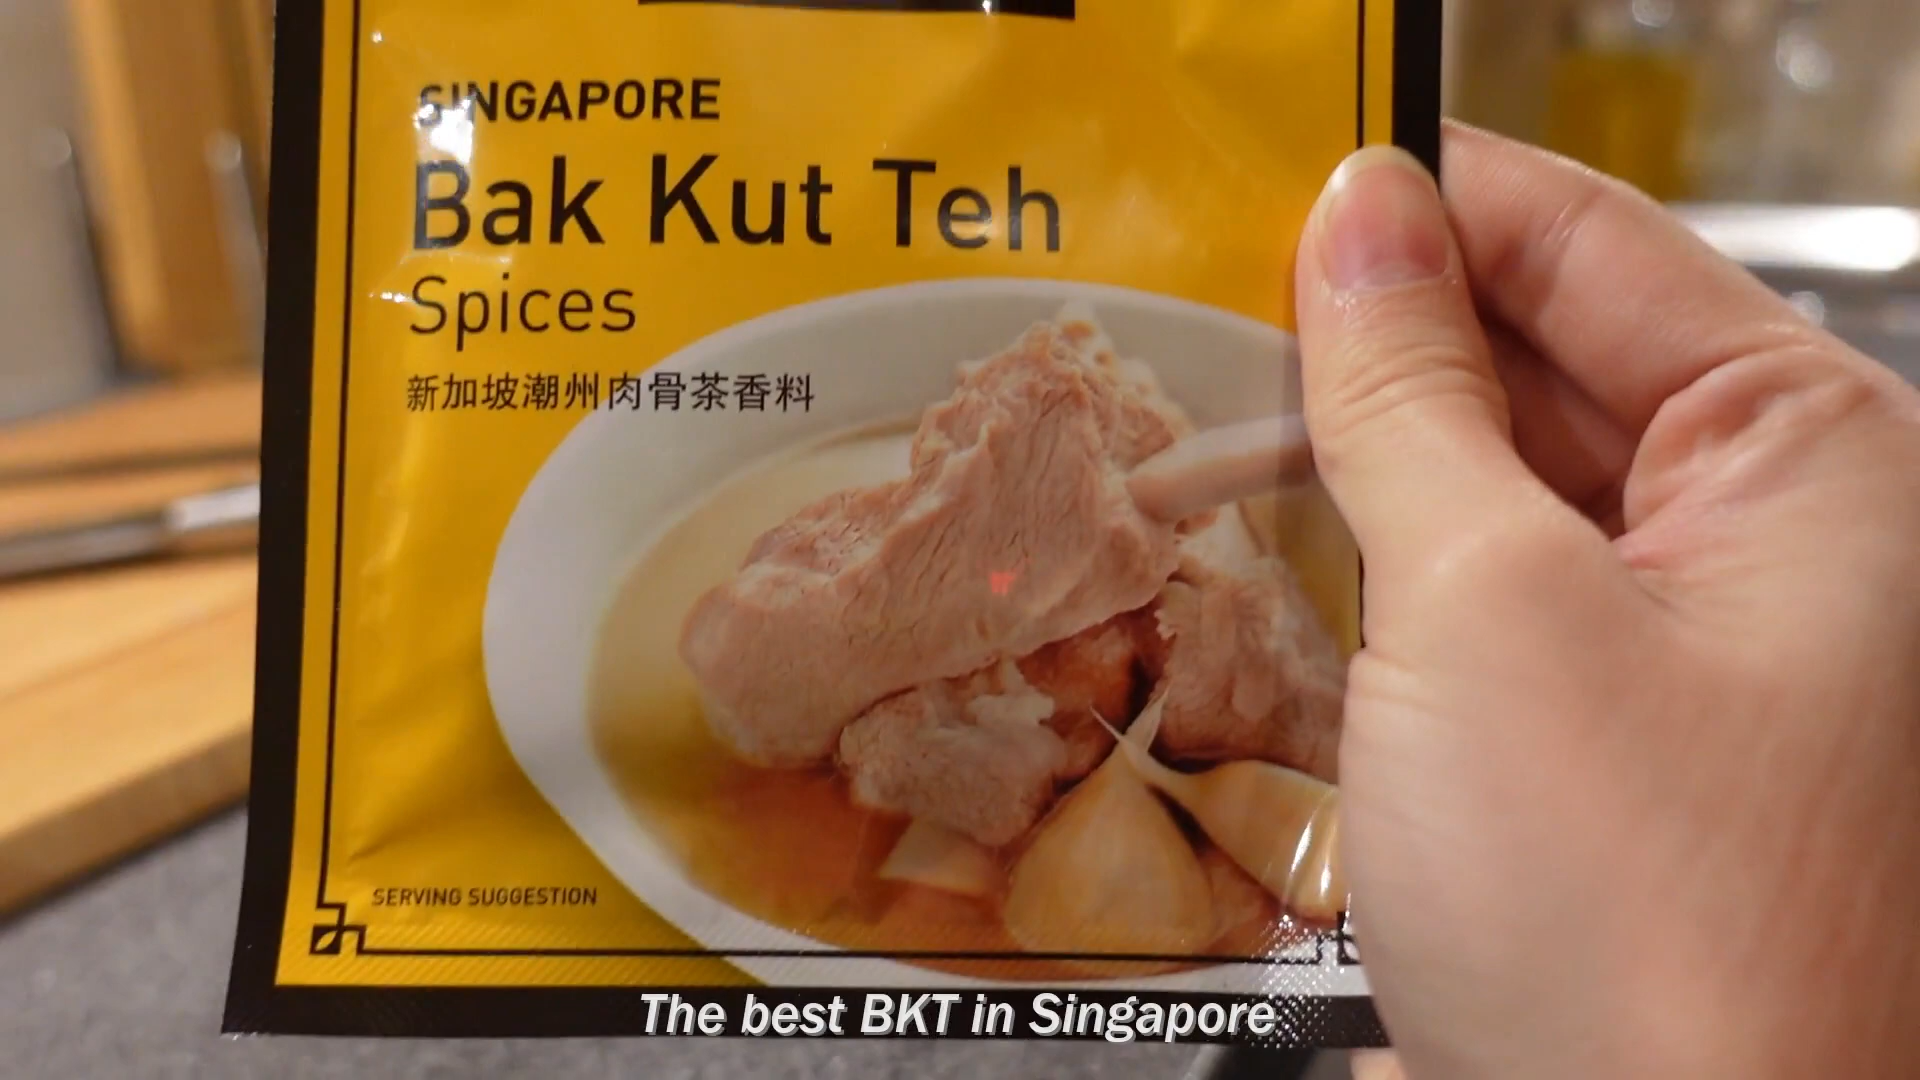 SINGAPORE
Bak Kut Teh
Spices
新加坡潮州肉骨茶香料
SERVING SUGGESTION
The best BKT in Singapore